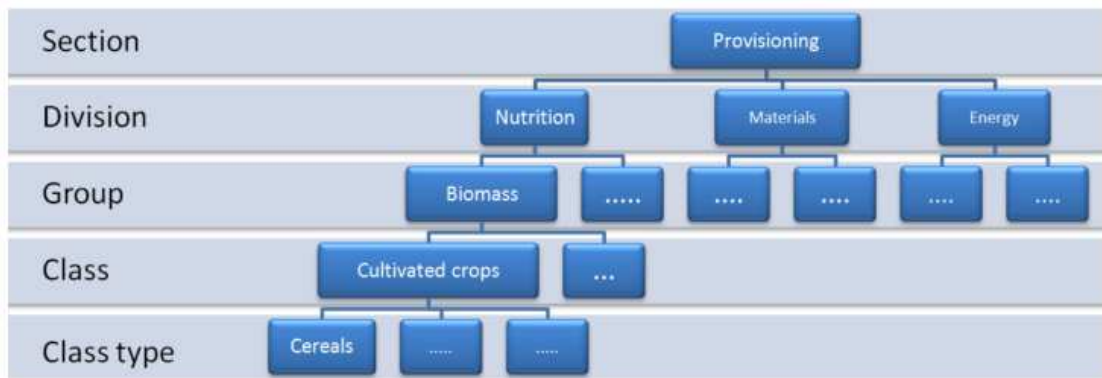 Section
Provisioning
Division
Nutrition
Materials
Energy
Group
Biomass
.....
....
....
....
....
Class
Cultivated crops
...
Class type
Cereals
.....
.....